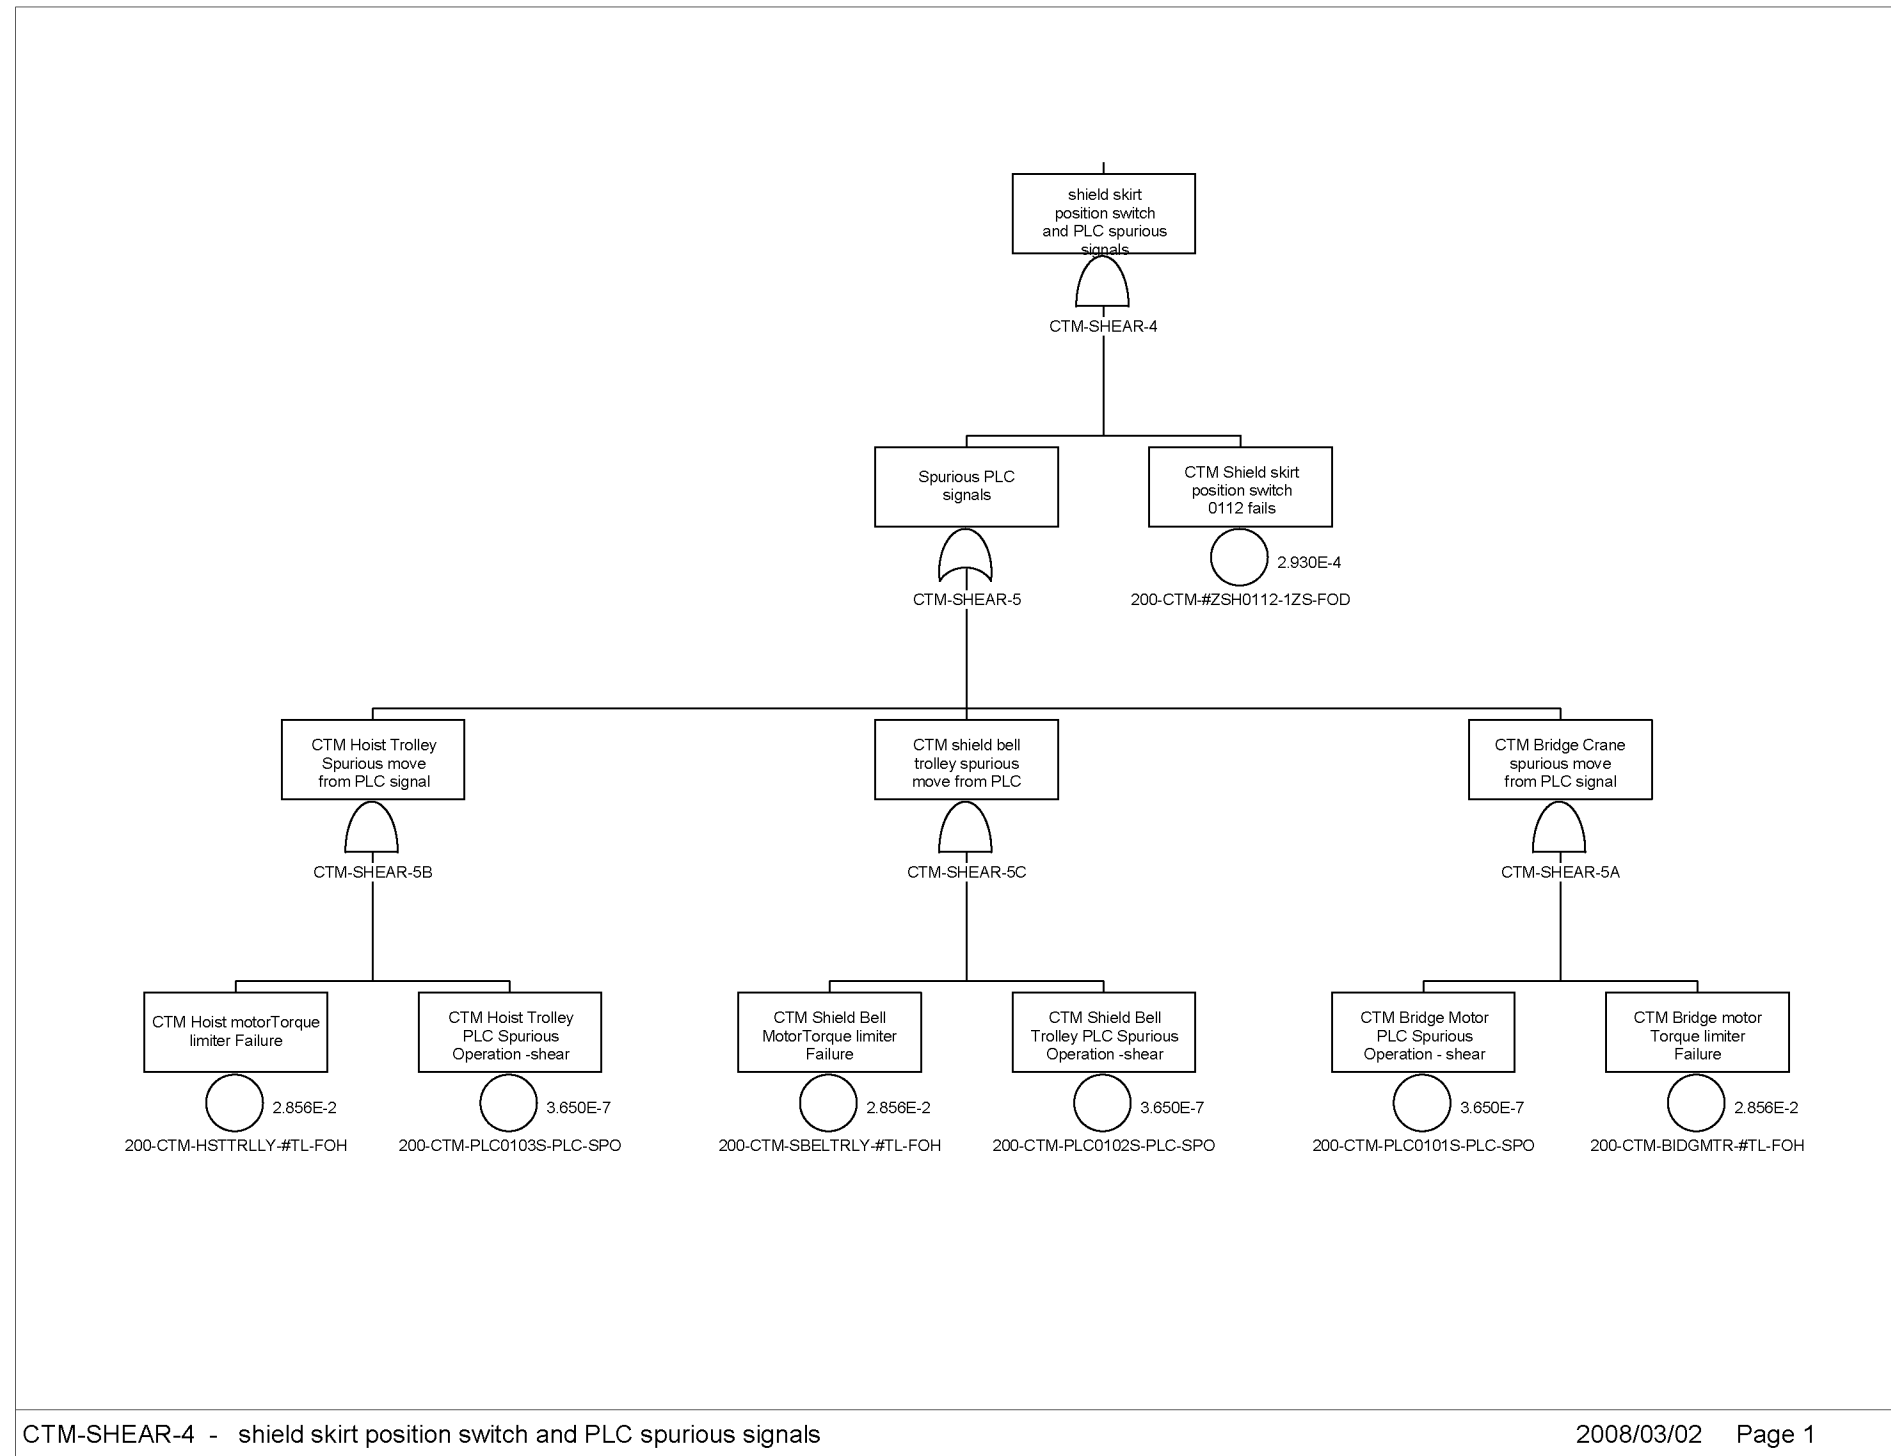 shield skirt
position switch
and PLC spurious
signals
CTM-SHEAR-4
Spurious PLC
signals
CTM-SHEAR-5
CTM Shield skirt
position switch
0112 fails
2.930E-4
200-CTM-#ZSH0112-1ZS-FOD
CTM Hoist Trolley
Spurious move
from PLC signal
CTM-SHEAR-5B
CTM shield bell
trolley spurious
move from PLC
CTM-SHEAR-5C
CTM Bridge Crane
spurious move
from PLC signal
CTM-SHEAR-5A
CTM Hoist motorTorque
limiter Failure
2.856E-2
200-CTM-HSTTRLLY-#TL-FOH
CTM Hoist Trolley
PLC Spurious
Operation -shear
3.650E-7
200-CTM-PLC0103S-PLC-SPO
CTM Shield Bell
MotorTorque limiter
Failure
2.856E-2
200-CTM-SBELTRLY-#TL-FOH
CTM Shield Bell
Trolley PLC Spurious
Operation -shear
3.650E-7
200-CTM-PLC0102S-PLC-SPO
CTM Bridge Motor
PLC Spurious
Operation - shear
3.650E-7
200-CTM-PLC0101S-PLC-SPO
CTM Bridge motor
Torque limiter
Failure
2.856E-2
200-CTM-BIDGMTR-#TL-FOH
CTM-SHEAR-4 - shield skirt position switch and PLC spurious signals
2008/03/02 Page 1